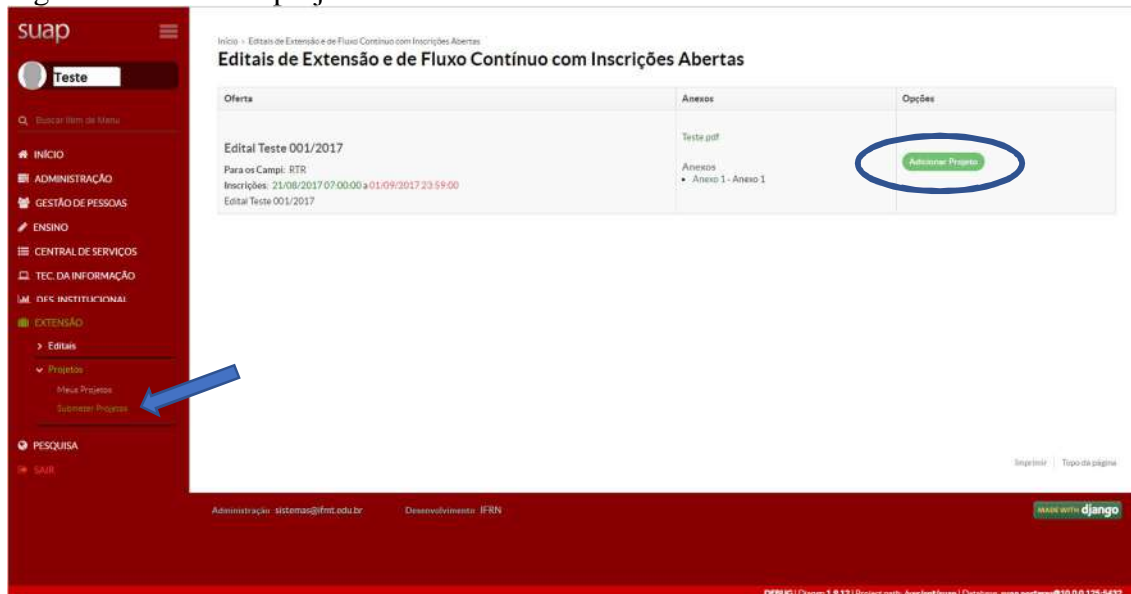 suap
Teste
Buscar Item de Menu
INÍCIO
ADMINISTRAÇÃO
GESTÃO DE PESSOAS
ENSINO
CENTRAL DE SERVIÇOS
TEC. DA INFORMAÇÃO
DES. INSTITUCIONAL
EXTENSÃO
Editais
Projetos
Meus Projetos
Submeter Projetos
PESQUISA
SAIR
Início » Editais de Extensão e de Fluxo Contínuo com Inscrições Abertas
Editais de Extensão e de Fluxo Contínuo com Inscrições Abertas
Oferta Anexos Opções
Edital Teste 001/2017
Para os Campi: RTR
Inscrições: 21/08/2017 07:00:00 a 01/09/2017 23:59:00
Edital Teste 001/2017
Teste.pdf
Anexos
• Anexo 1 - Anexo 1
Adicionar Projeto
Imprimir Topo da página
Administração: sistemas@ifmt.edu.br Desenvolvimento: IFRN
MADE WITH django